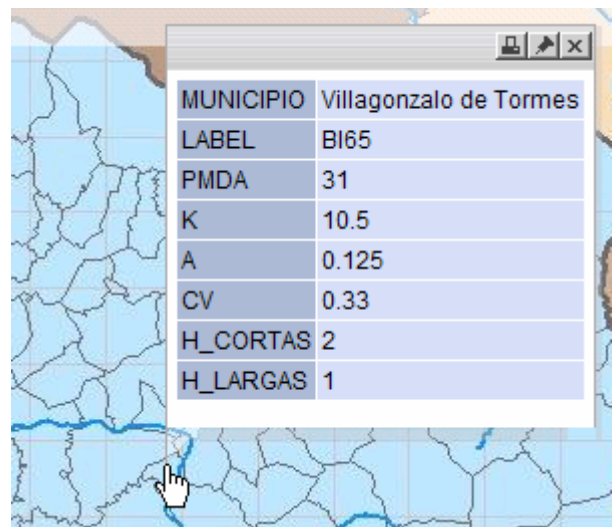 MUNICIPIO Villagonzalo de Tormes
LABEL BI65
PMDA 31
K 10.5
A 0.125
CV 0.33
H_CORTAS 2
H_LARGAS 1